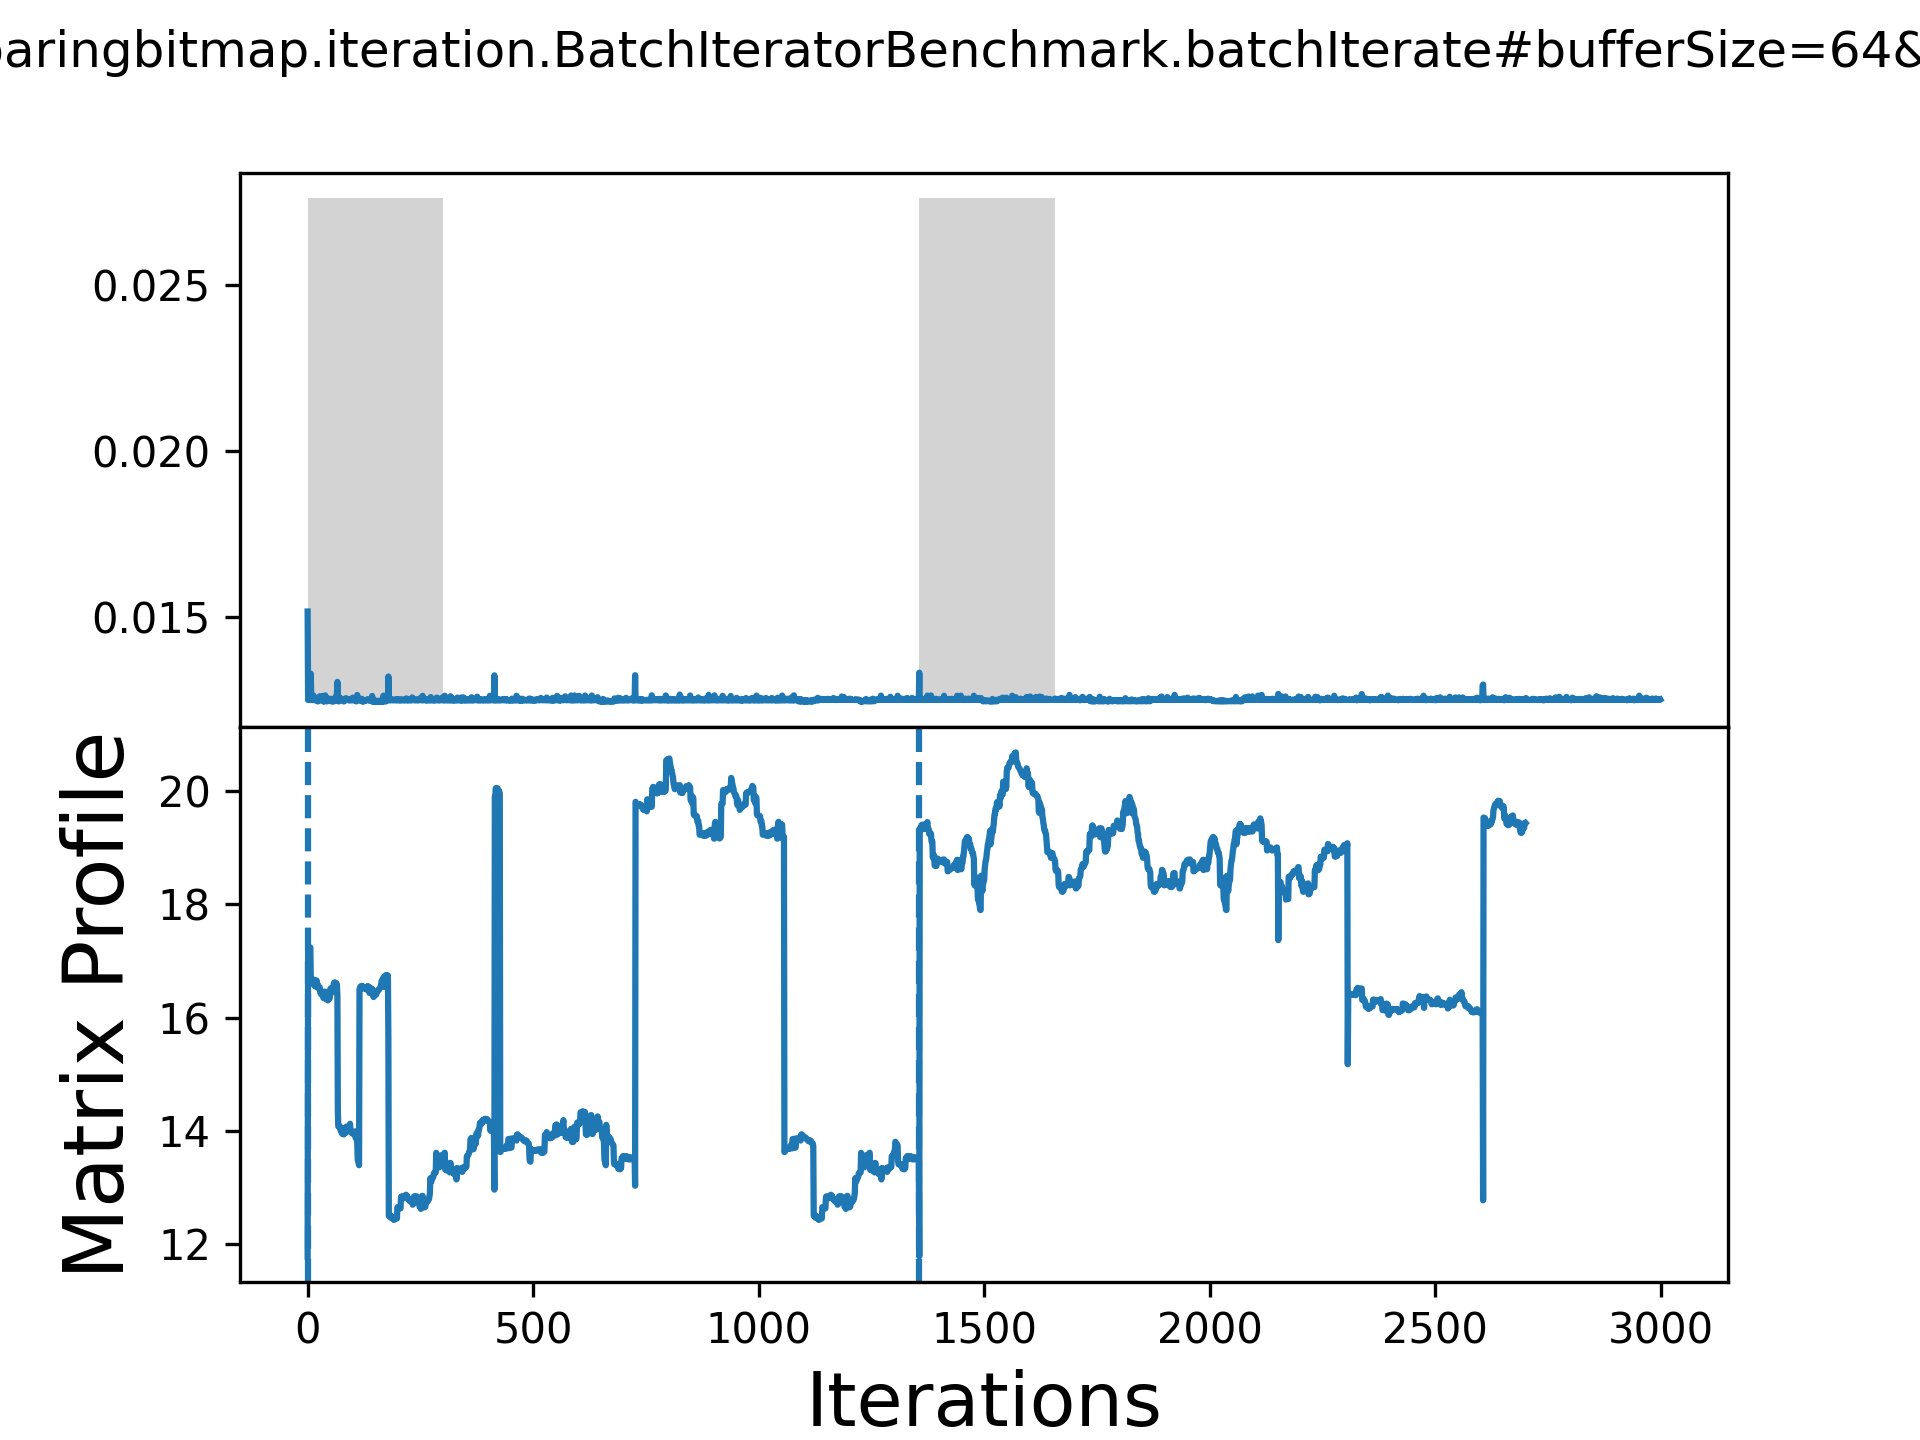 aringbitmap.iteration.BatchIteratorBenchmark.batchIterate#bufferSize=64&
0.025
0.020
0.015
Matrix Profile
20
18
16
14
12
0 500 1000 1500 2000 2500 3000
Iterations